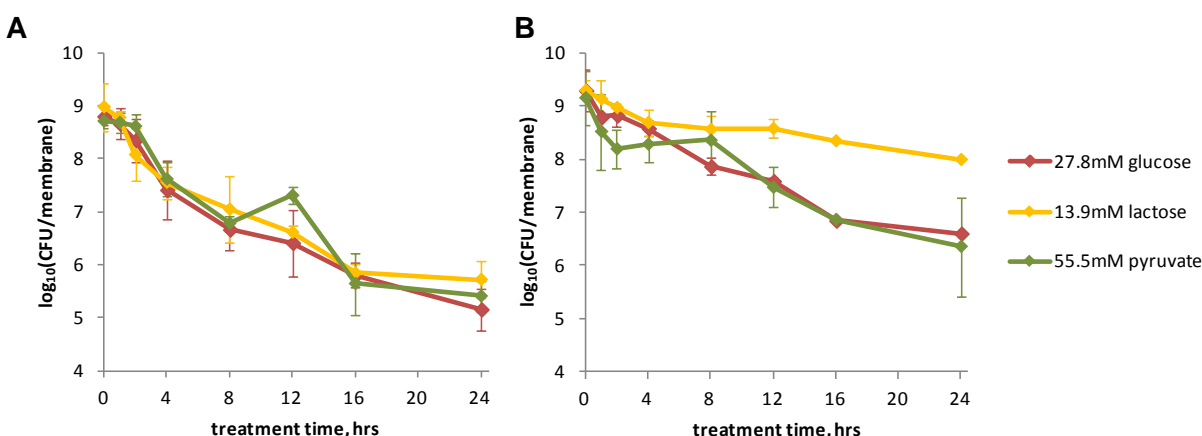 A
10
9
8
7
6
5
4
log₁₀(CFU/membrane)
0 4 8 12 16 20 24
treatment time, hrs
B
10
9
8
7
6
5
4
log₁₀(CFU/membrane)
0 4 8 12 16 20 24
treatment time, hrs
27.8mM glucose
13.9mM lactose
55.5mM pyruvate